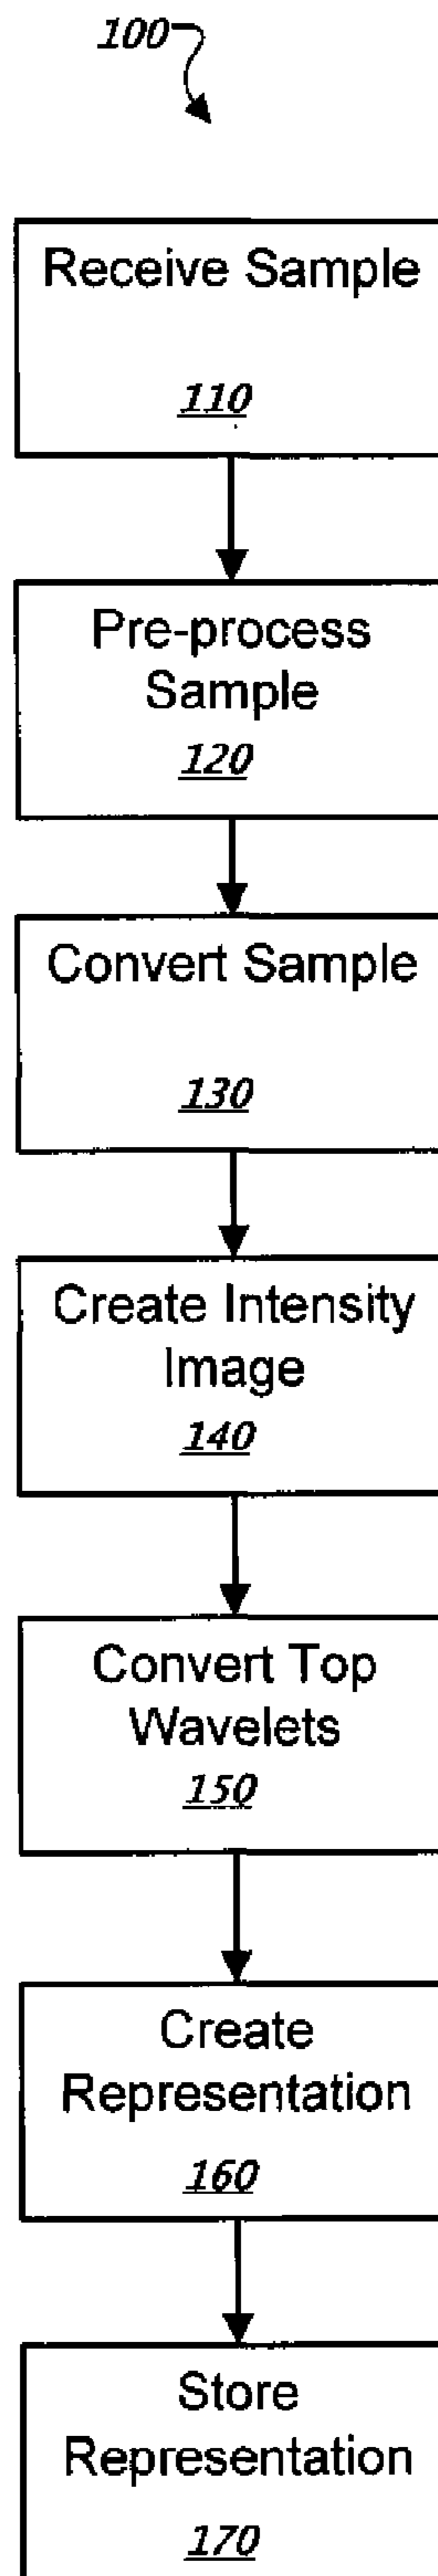 100
Receive Sample
110
Pre-process
Sample
120
Convert Sample
130
Create Intensity
Image
140
Convert Top
Wavelets
150
Create
Representation
160
Store
Representation
170